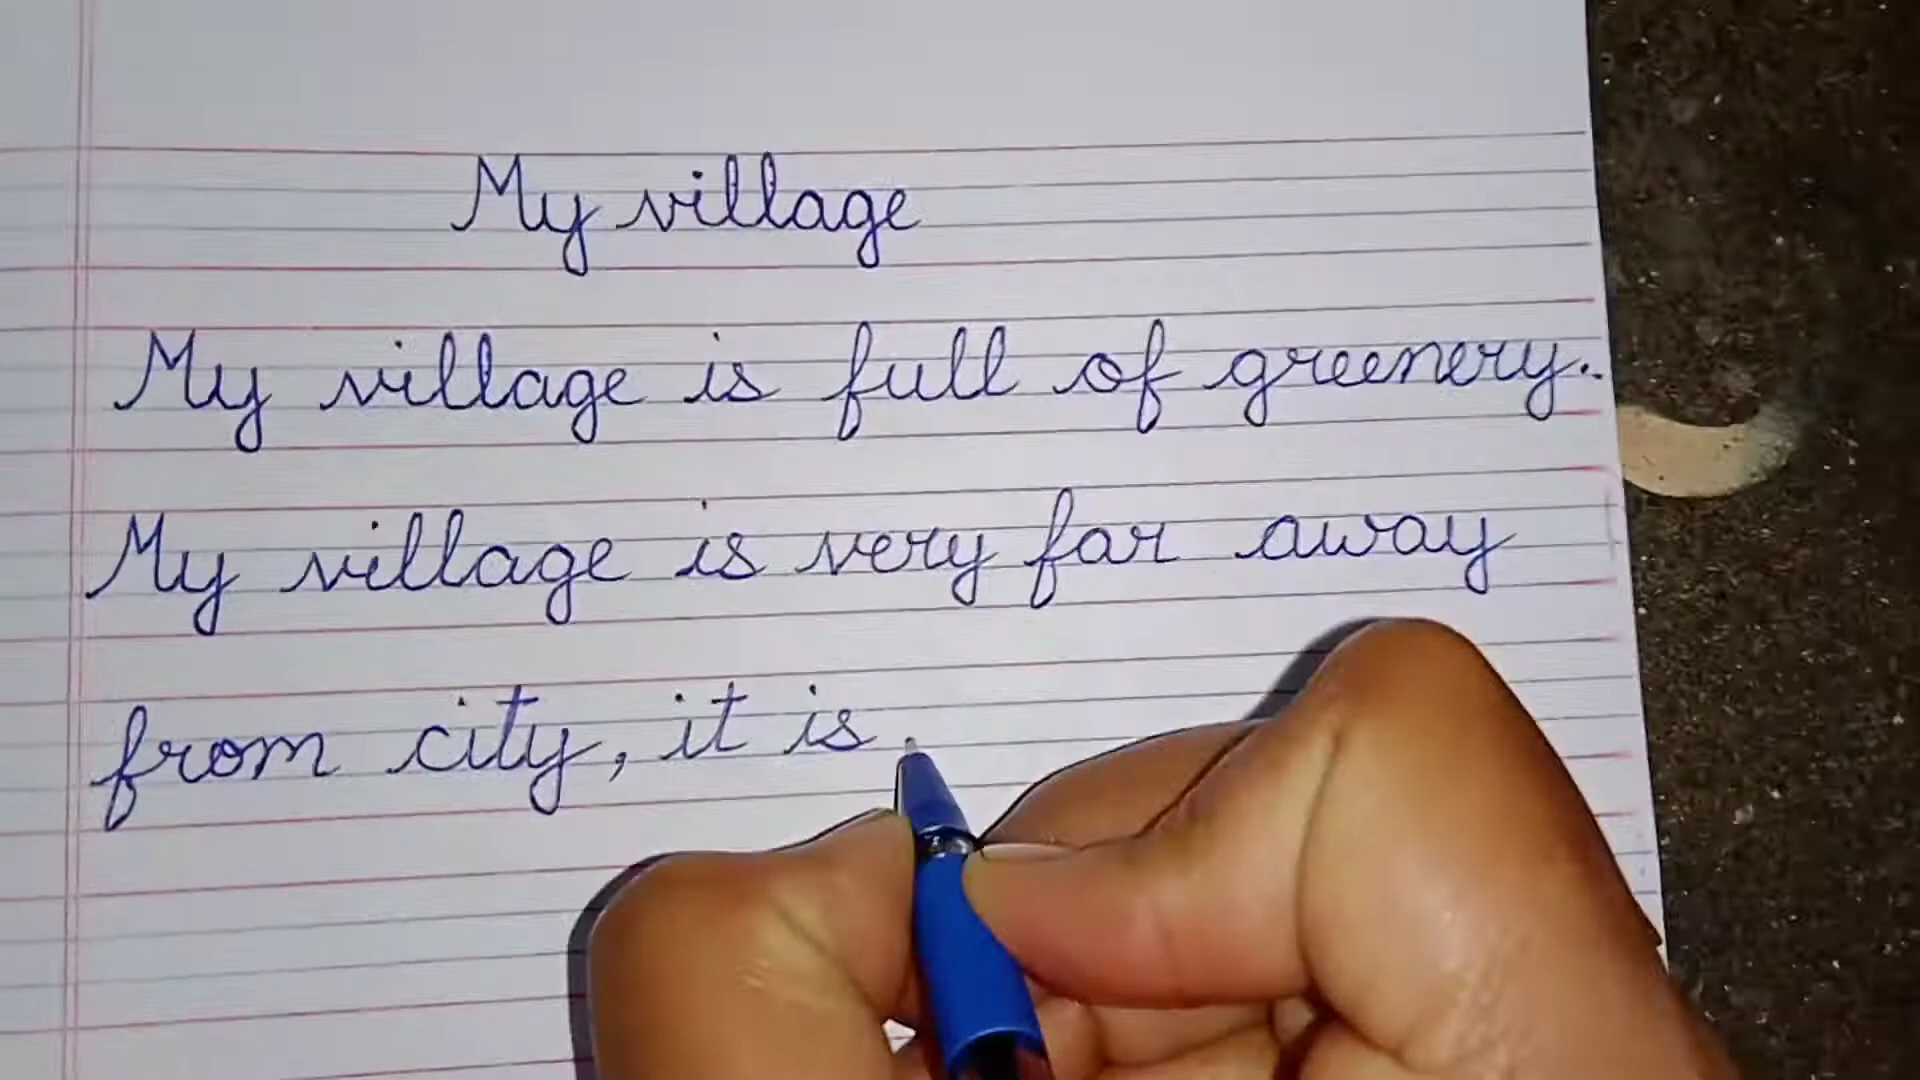 My village
My village is full of greenery.
My village is very far away
from city, it is